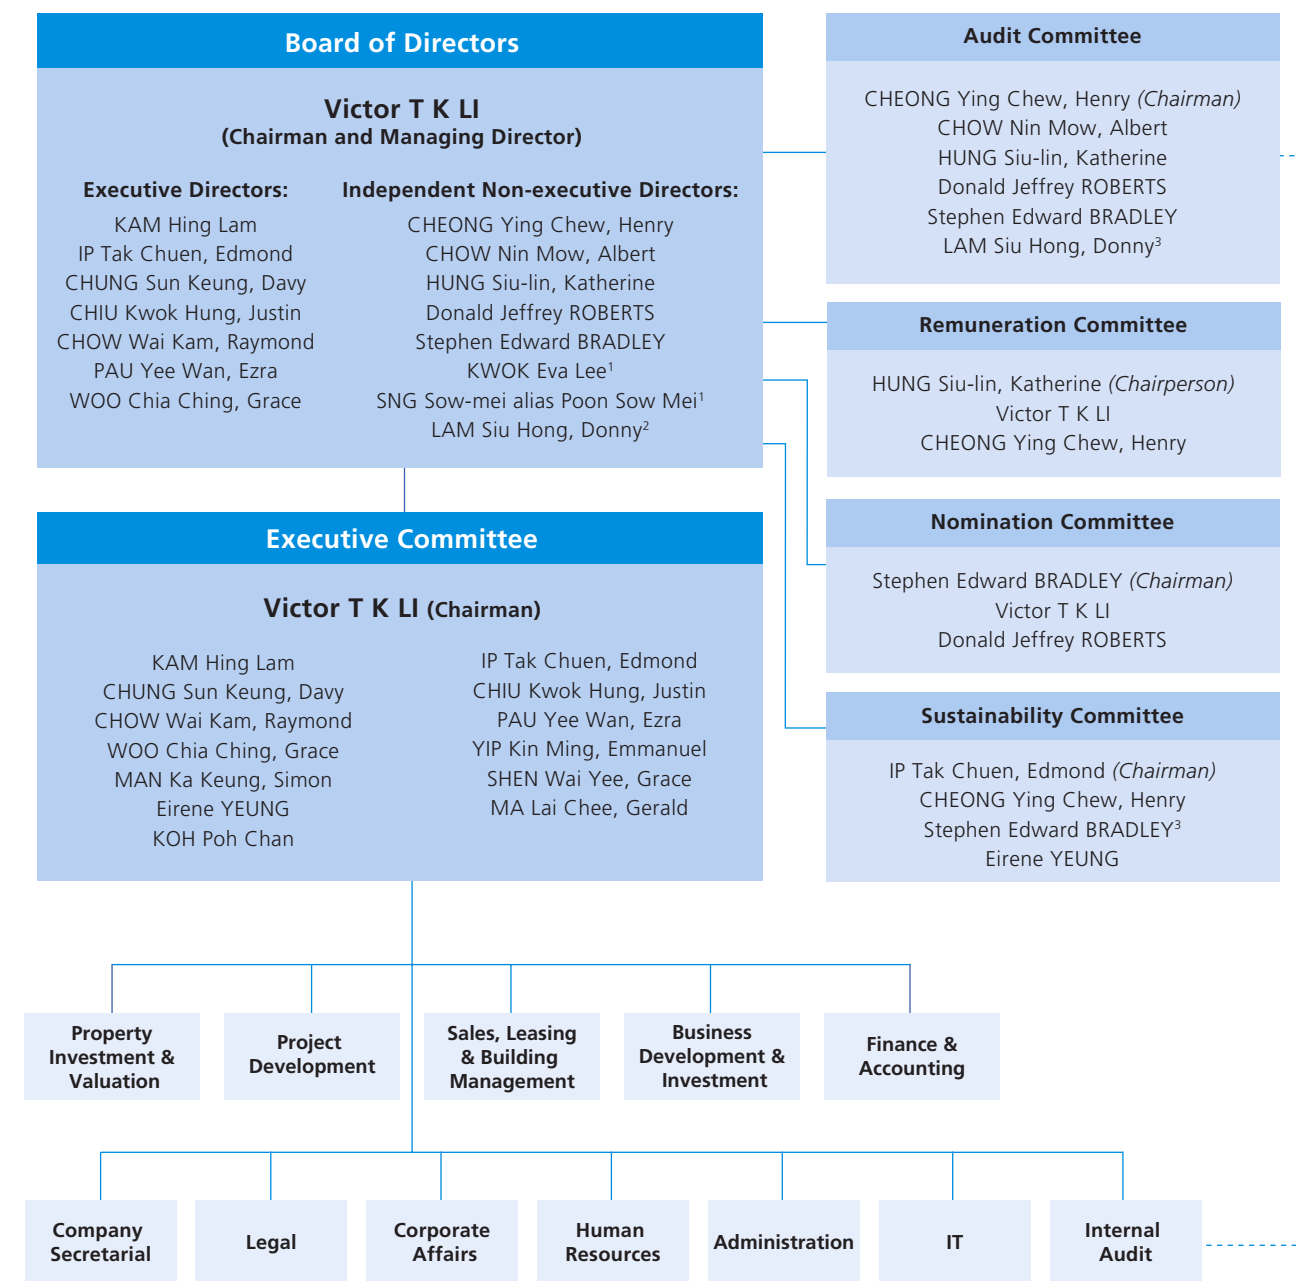 Board of Directors
Victor T K LI
(Chairman and Managing Director)
Executive Directors:
KAM Hing Lam
IP Tak Chuen, Edmond
CHUNG Sun Keung, Davy
CHIU Kwok Hung, Justin
CHOW Wai Kam, Raymond
PAU Yee Wan, Ezra
WOO Chia Ching, Grace
Independent Non-executive Directors:
CHEONG Ying Chew, Henry
CHOW Nin Mow, Albert
HUNG Siu-lin, Katherine
Donald Jeffrey ROBERTS
Stephen Edward BRADLEY
KWOK Eva Lee¹
SNG Sow-mei alias Poon Sow Mei¹
LAM Siu Hong, Donny²
Audit Committee
CHEONG Ying Chew, Henry (Chairman)
CHOW Nin Mow, Albert
HUNG Siu-lin, Katherine
Donald Jeffrey ROBERTS
Stephen Edward BRADLEY
LAM Siu Hong, Donny³
Remuneration Committee
HUNG Siu-lin, Katherine (Chairperson)
Victor T K LI
CHEONG Ying Chew, Henry
Nomination Committee
Stephen Edward BRADLEY (Chairman)
Victor T K LI
Donald Jeffrey ROBERTS
Sustainability Committee
IP Tak Chuen, Edmond (Chairman)
CHEONG Ying Chew, Henry
Stephen Edward BRADLEY³
Eirene YEUNG
Executive Committee
Victor T K LI (Chairman)
KAM Hing Lam
CHUNG Sun Keung, Davy
CHOW Wai Kam, Raymond
WOO Chia Ching, Grace
MAN Ka Keung, Simon
Eirene YEUNG
KOH Poh Chan
IP Tak Chuen, Edmond
CHIU Kwok Hung, Justin
PAU Yee Wan, Ezra
YIP Kin Ming, Emmanuel
SHEN Wai Yee, Grace
MA Lai Chee, Gerald
Property
Investment &
Valuation
Project
Development
Sales, Leasing
& Building
Management
Business
Development &
Investment
Finance &
Accounting
Company
Secretarial
Legal
Corporate
Affairs
Human
Resources
Administration
IT
Internal
Audit